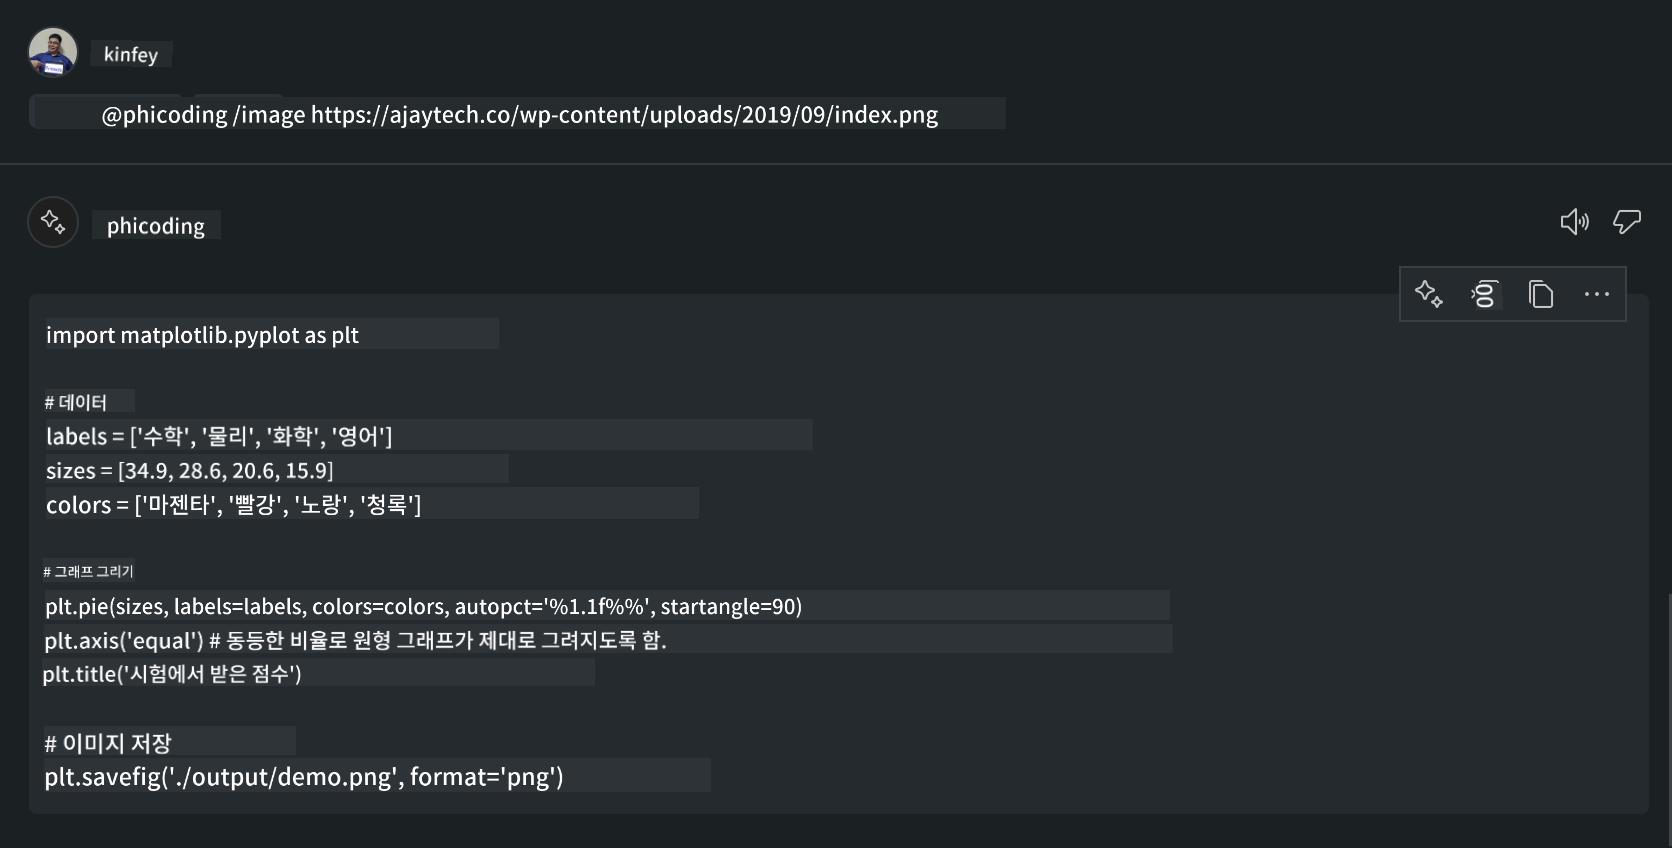 kinfey
@phicoding /image https://ajaytech.co/wp-content/uploads/2019/09/index.png
phicoding
import matplotlib.pyplot as plt
# 데이터
labels = ['수학', '물리', '화학', '영어']
sizes = [34.9, 28.6, 20.6, 15.9]
colors = ['마젠타', '빨강', '노랑', '청록']
# 그래프 그리기
plt.pie(sizes, labels=labels, colors=colors, autopct='%1.1f%%', startangle=90)
plt.axis('equal') # 동등한 비율로 원형 그래프가 제대로 그려지도록 함.
plt.title('시험에서 받은 점수')
# 이미지 저장
plt.savefig('./output/demo.png', format='png')